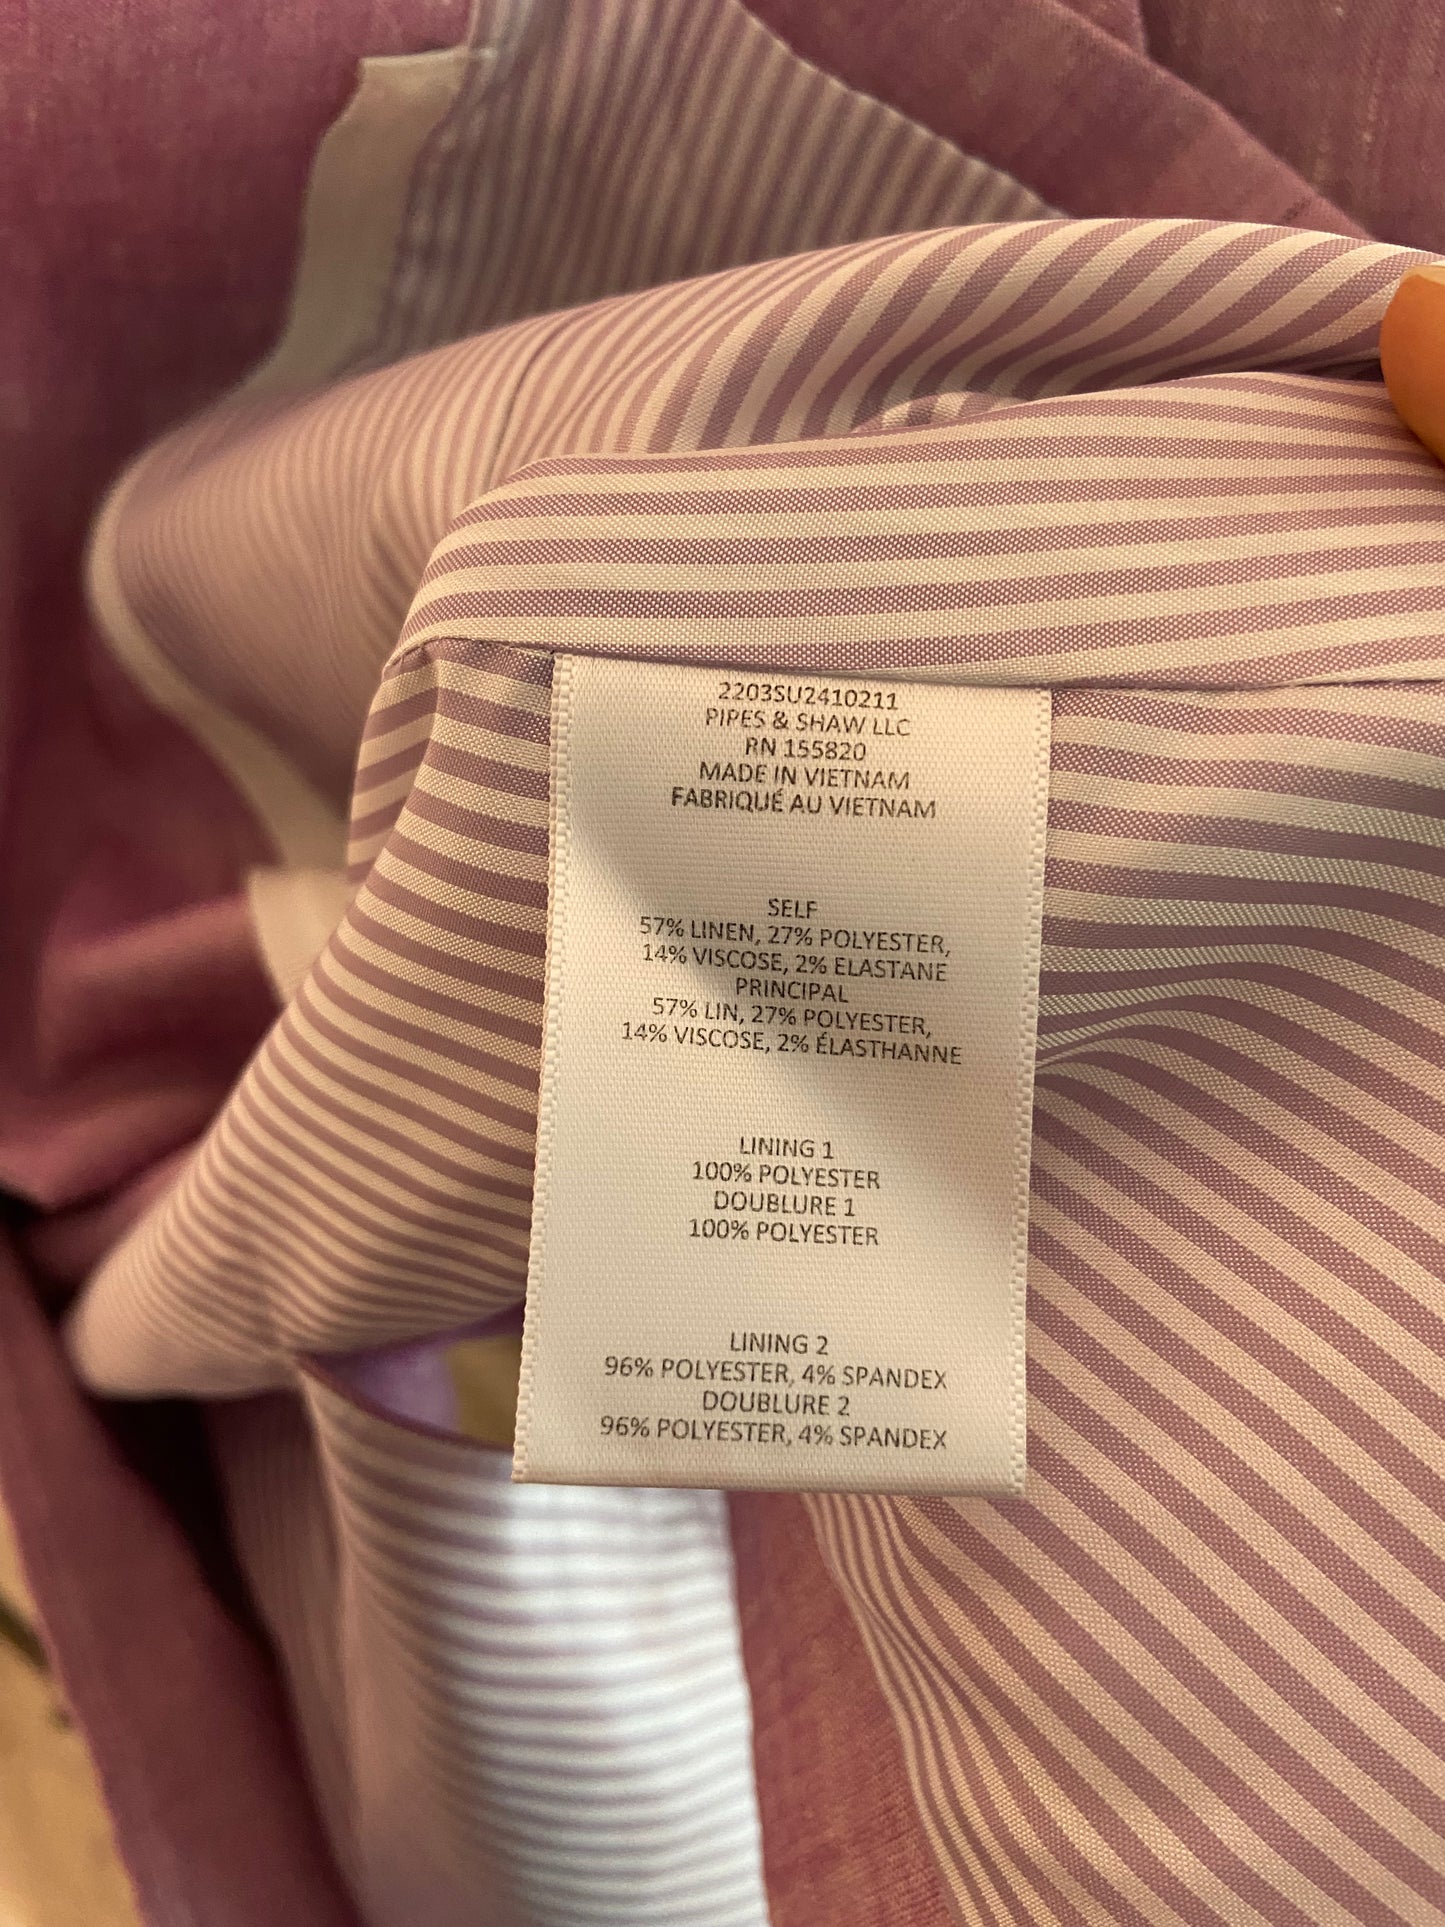 2203SU2410211
PIPES & SHAW LLC
RN 155820
MADE IN VIETNAM
FABRIQUÉ AU VIETNAM
SELF
57% LINEN, 27% POLYESTER,
14% VISCOSE, 2% ELASTANE
PRINCIPAL
57% LIN, 27% POLYESTER,
14% VISCOSE, 2% ÉLASTHANNE
LINING 1
100% POLYESTER
DOUBLURE 1
100% POLYESTER
LINING 2
96% POLYESTER, 4% SPANDEX
DOUBLURE 2
96% POLYESTER, 4% SPANDEX